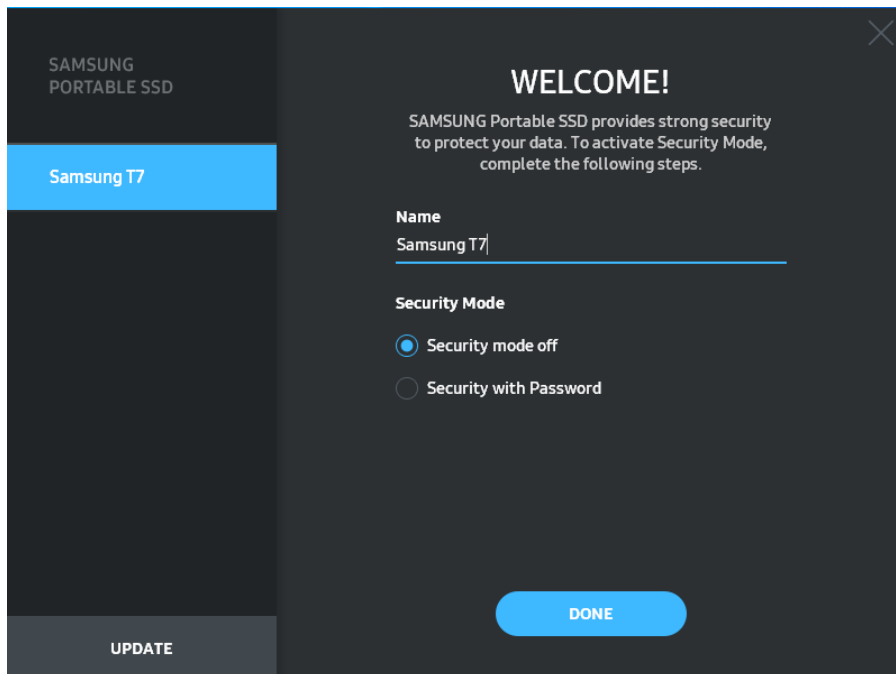 SAMSUNG
PORTABLE SSD
Samsung T7
UPDATE
WELCOME!
SAMSUNG Portable SSD provides strong security
to protect your data. To activate Security Mode,
complete the following steps.
Name
Samsung T7
Security Mode
Security mode off
Security with Password
DONE